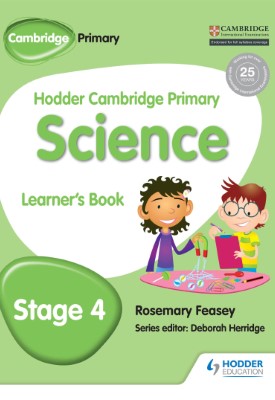 Cambridge Primary
CAMBRIDGE
25
Hodder Cambridge Primary
Science
Learner's Book
Stage 4
Rosemary Feasey
Series editor: Deborah Herridge
HODDER
EDUCATION